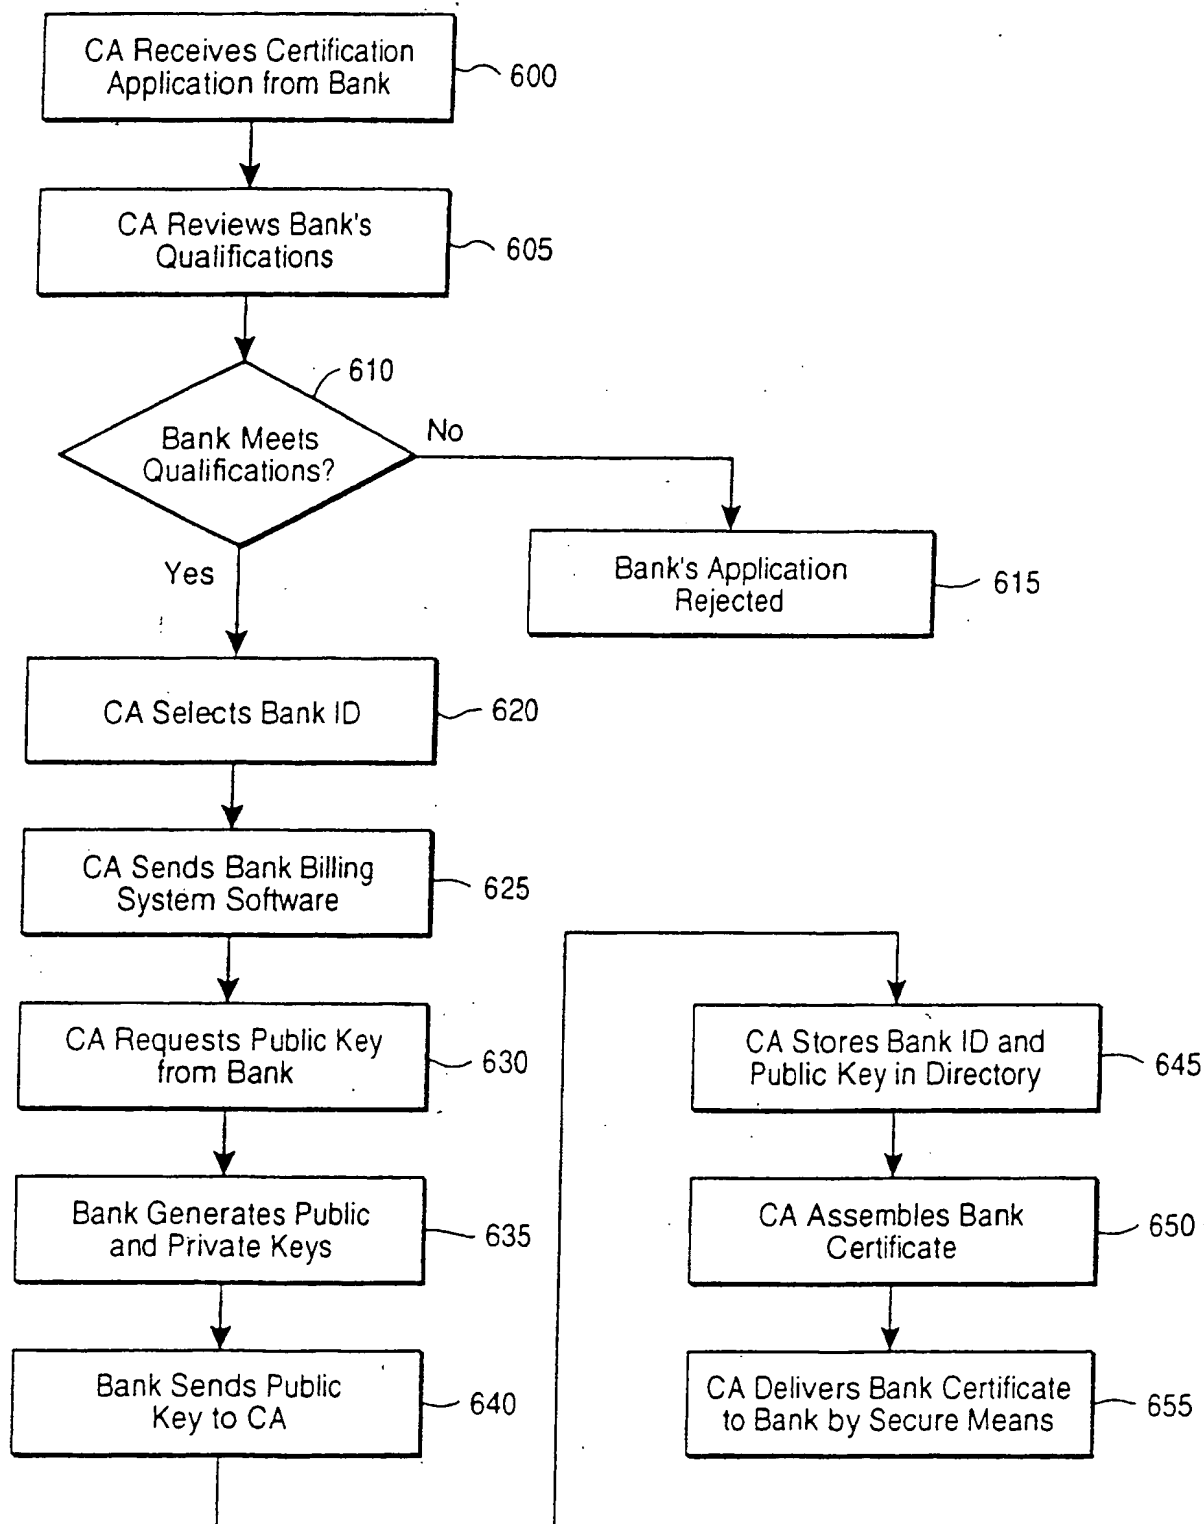 CA Receives Certification
Application from Bank
600
CA Reviews Bank's
Qualifications
605
610
Bank Meets
Qualifications?
No
Yes
Bank's Application
Rejected
615
CA Selects Bank ID
620
CA Sends Bank Billing
System Software
625
CA Requests Public Key
from Bank
630
Bank Generates Public
and Private Keys
635
Bank Sends Public
Key to CA
640
CA Stores Bank ID and
Public Key in Directory
645
CA Assembles Bank
Certificate
650
CA Delivers Bank Certificate
to Bank by Secure Means
655